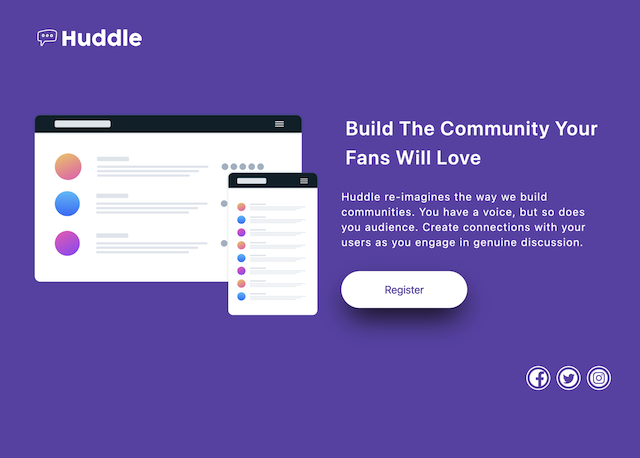 Huddle
Build The Community Your
Fans Will Love
Huddle re-imagines the way we build
communities. You have a voice, but so does
you audience. Create connections with your
users as you engage in genuine discussion.
Register